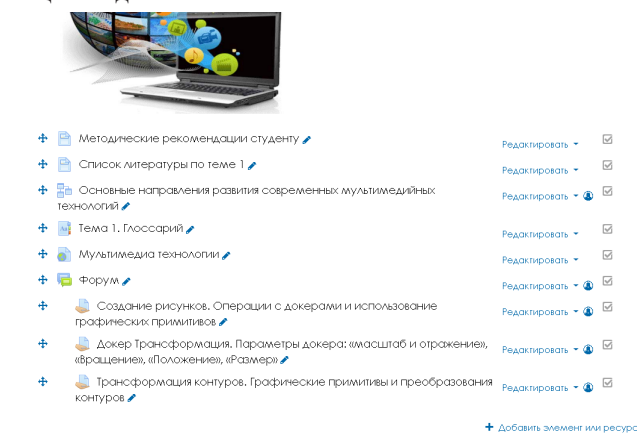 Методические рекомендации студенту
Редактировать
Список литературы по теме 1
Редактировать
Основные направления развития современных мультимедийных
технологий
Редактировать
Тема 1. Глоссарий
Редактировать
Мультимедиа технологии
Редактировать
Форум
Редактировать
Создание рисунков. Операции с докерами и использование
графических примитивов
Редактировать
Докер Трансформация. Параметры докера: «масштаб и отражение»,
«Вращение», «Положение», «Размер»
Редактировать
Трансформация контуров. Графические примитивы и преобразования
контуров
Редактировать
Добавить элемент или ресурс